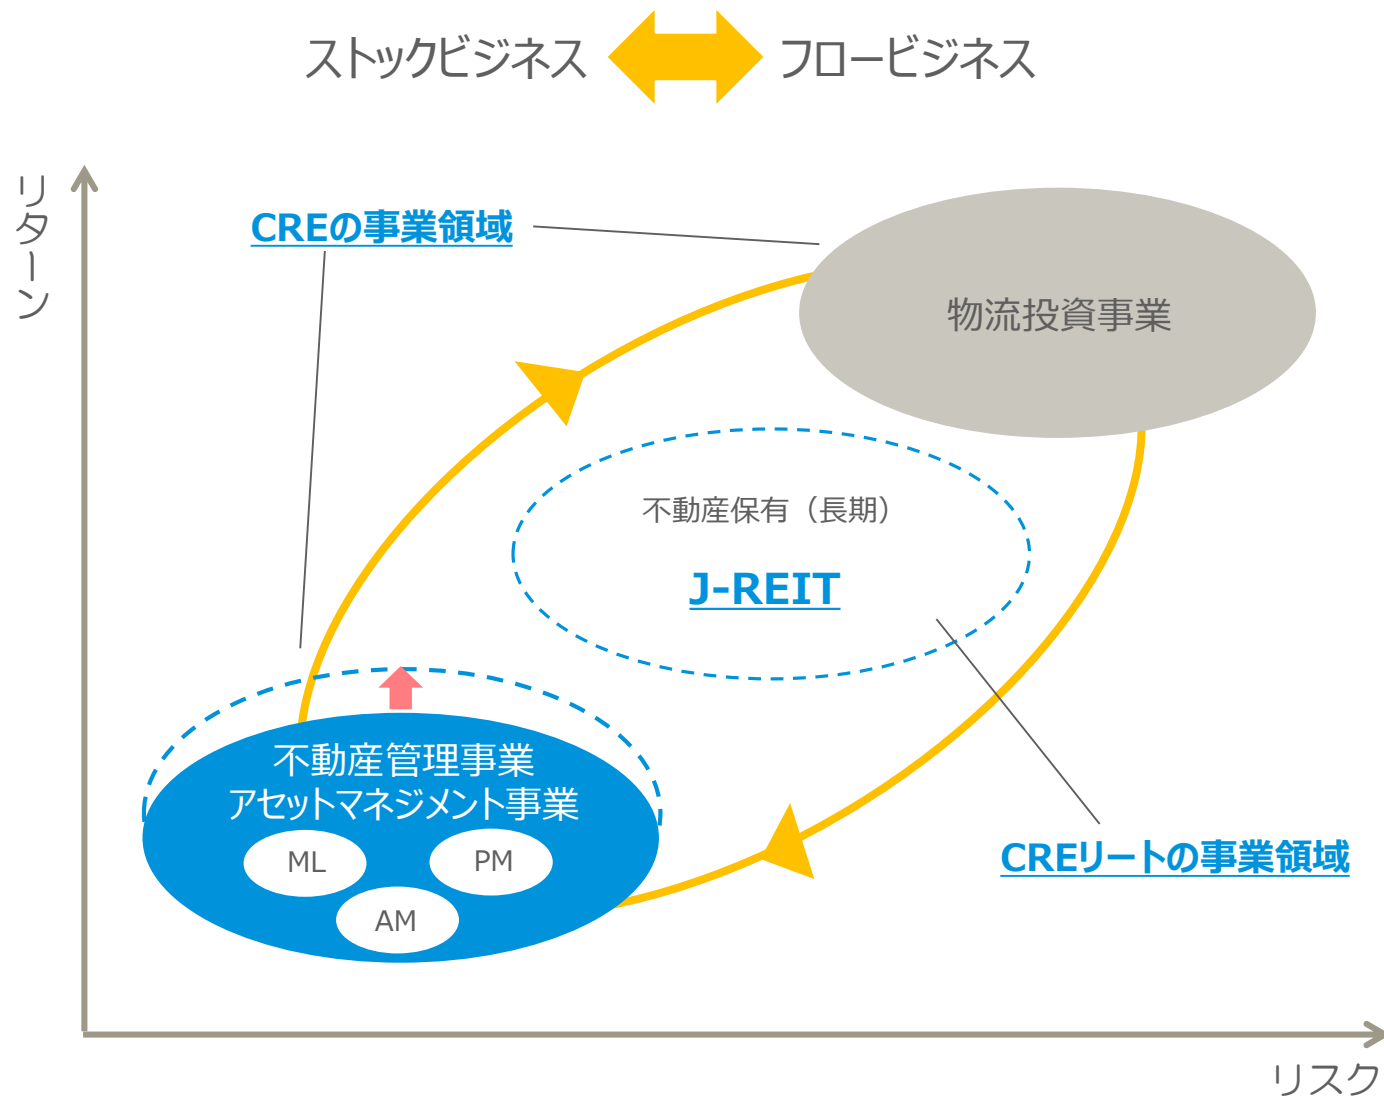 ストックビジネス フロービジネス
リターン
CREの事業領域
物流投資事業
不動産保有（長期）
J-REIT
不動産管理事業
アセットマネジメント事業
ML
PM
AM
CREリートの事業領域
リスク